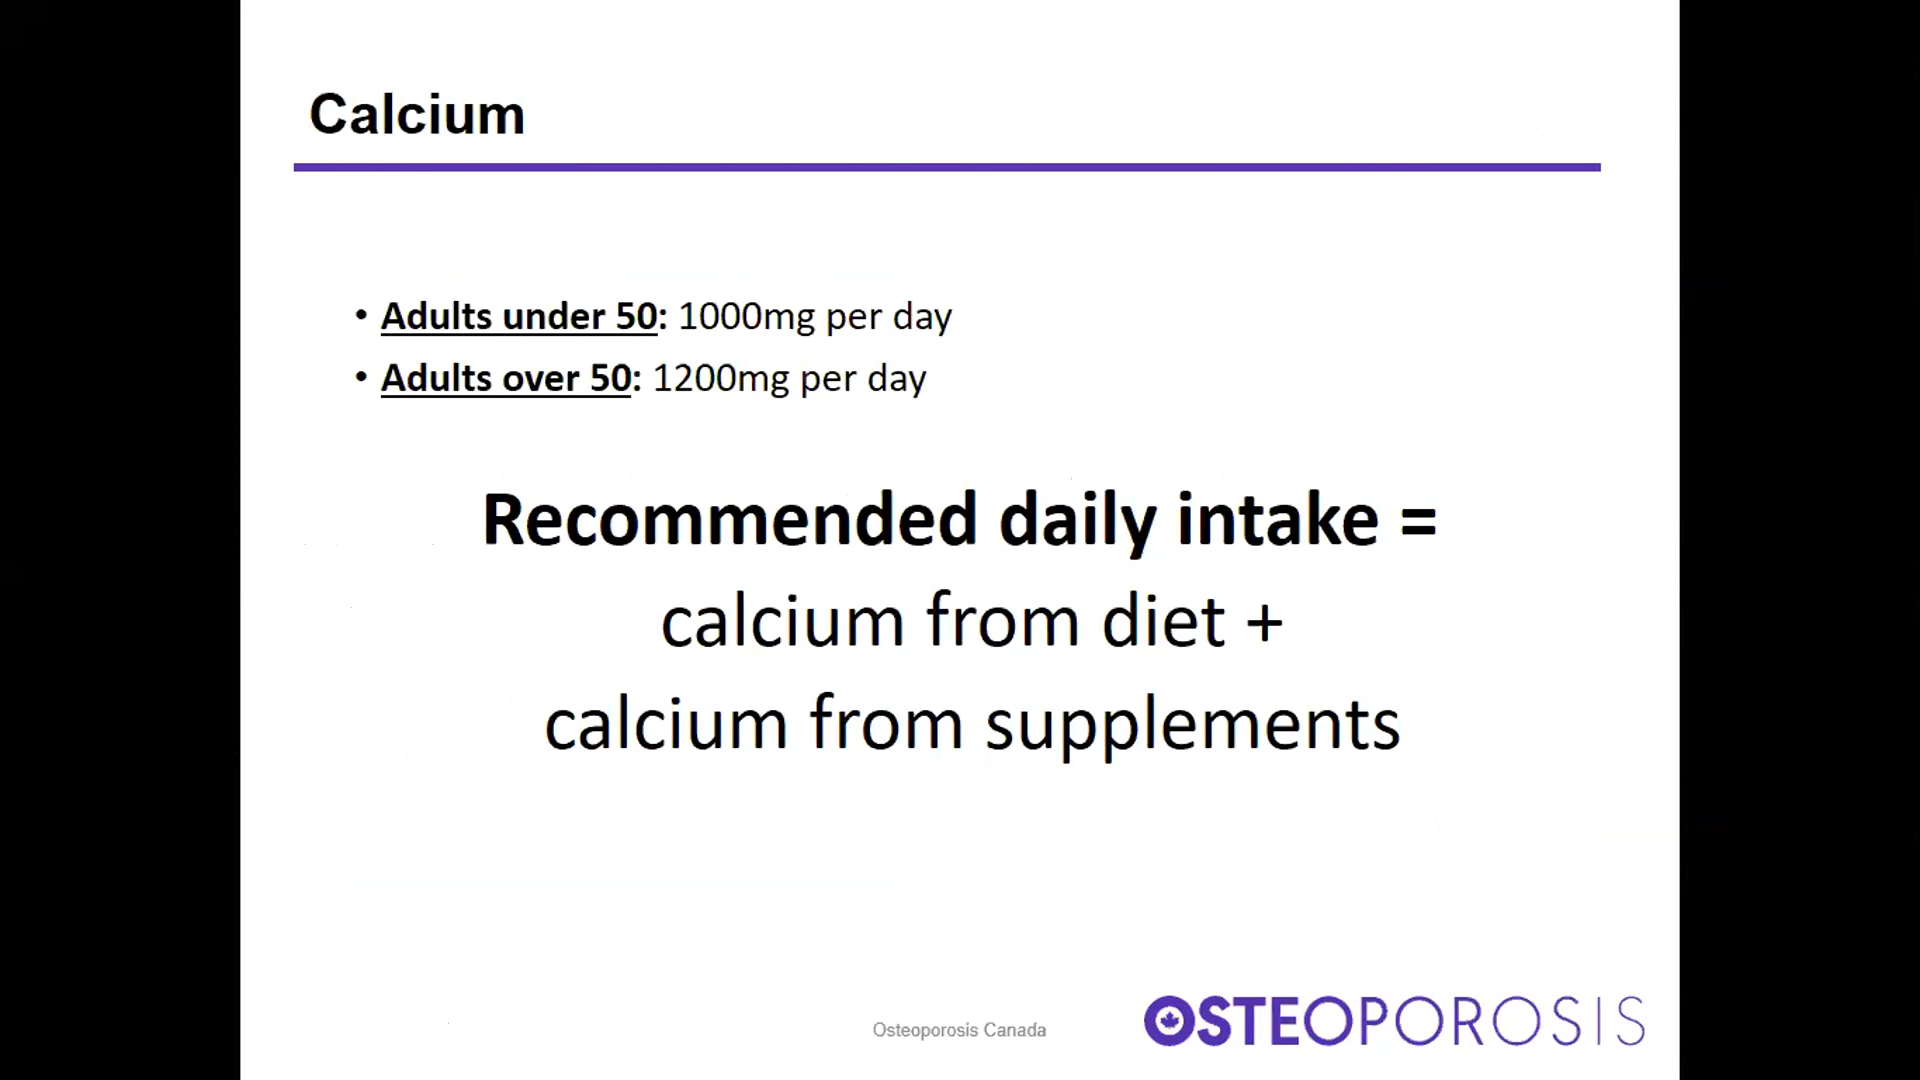 Calcium
• Adults under 50: 1000mg per day
• Adults over 50: 1200mg per day
Recommended daily intake =
calcium from diet +
calcium from supplements
Osteoporosis Canada
OSTEOPOROSIS